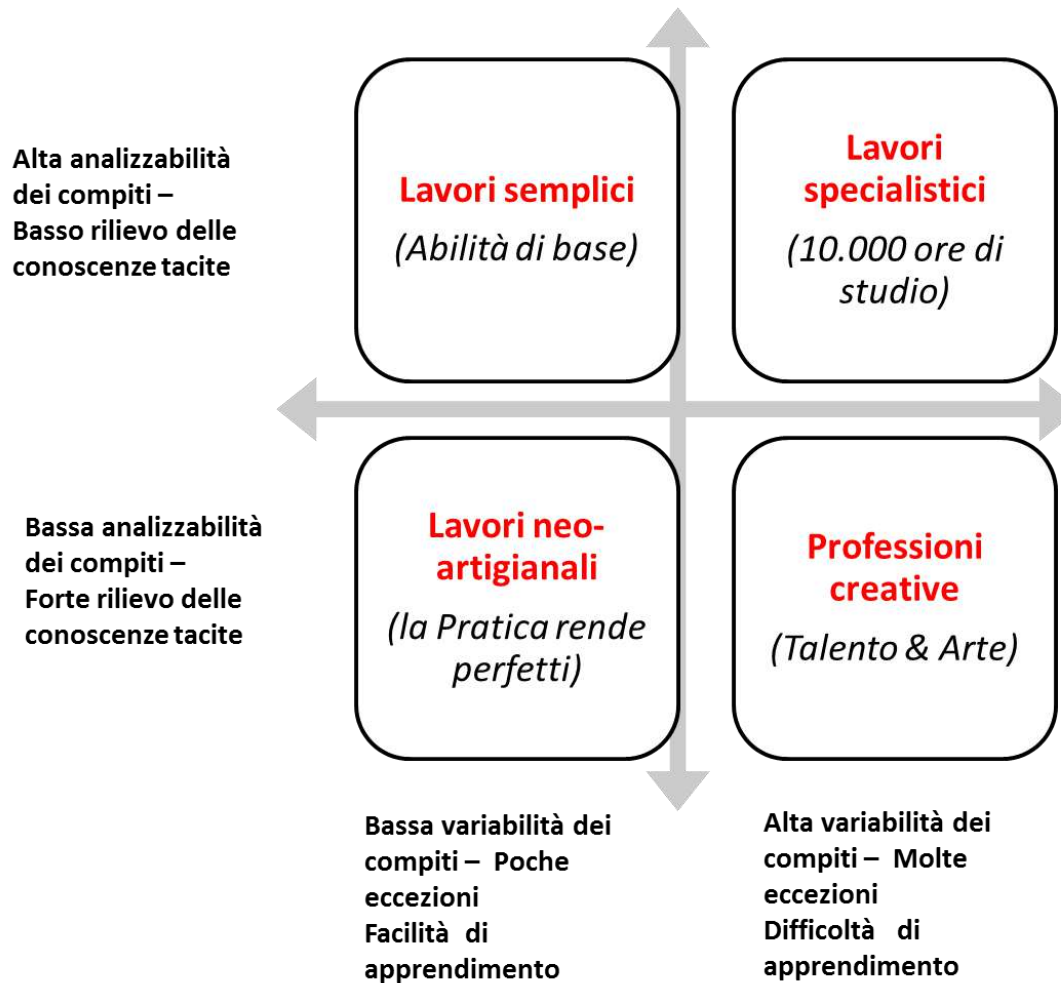 Alta analizzabilità
dei compiti –
Basso rilievo delle
conoscenze tacite
Lavori semplici
(Abilità di base)
Lavori
specialistici
(10.000 ore di
studio)
Bassa analizzabilità
dei compiti –
Forte rilievo delle
conoscenze tacite
Lavori neo-
artigianali
(la Pratica rende
perfetti)
Professioni
creative
(Talento & Arte)
Bassa variabilità dei
compiti – Poche
eccezioni
Facilità di
apprendimento
Alta variabilità dei
compiti – Molte
eccezioni
Difficoltà di
apprendimento